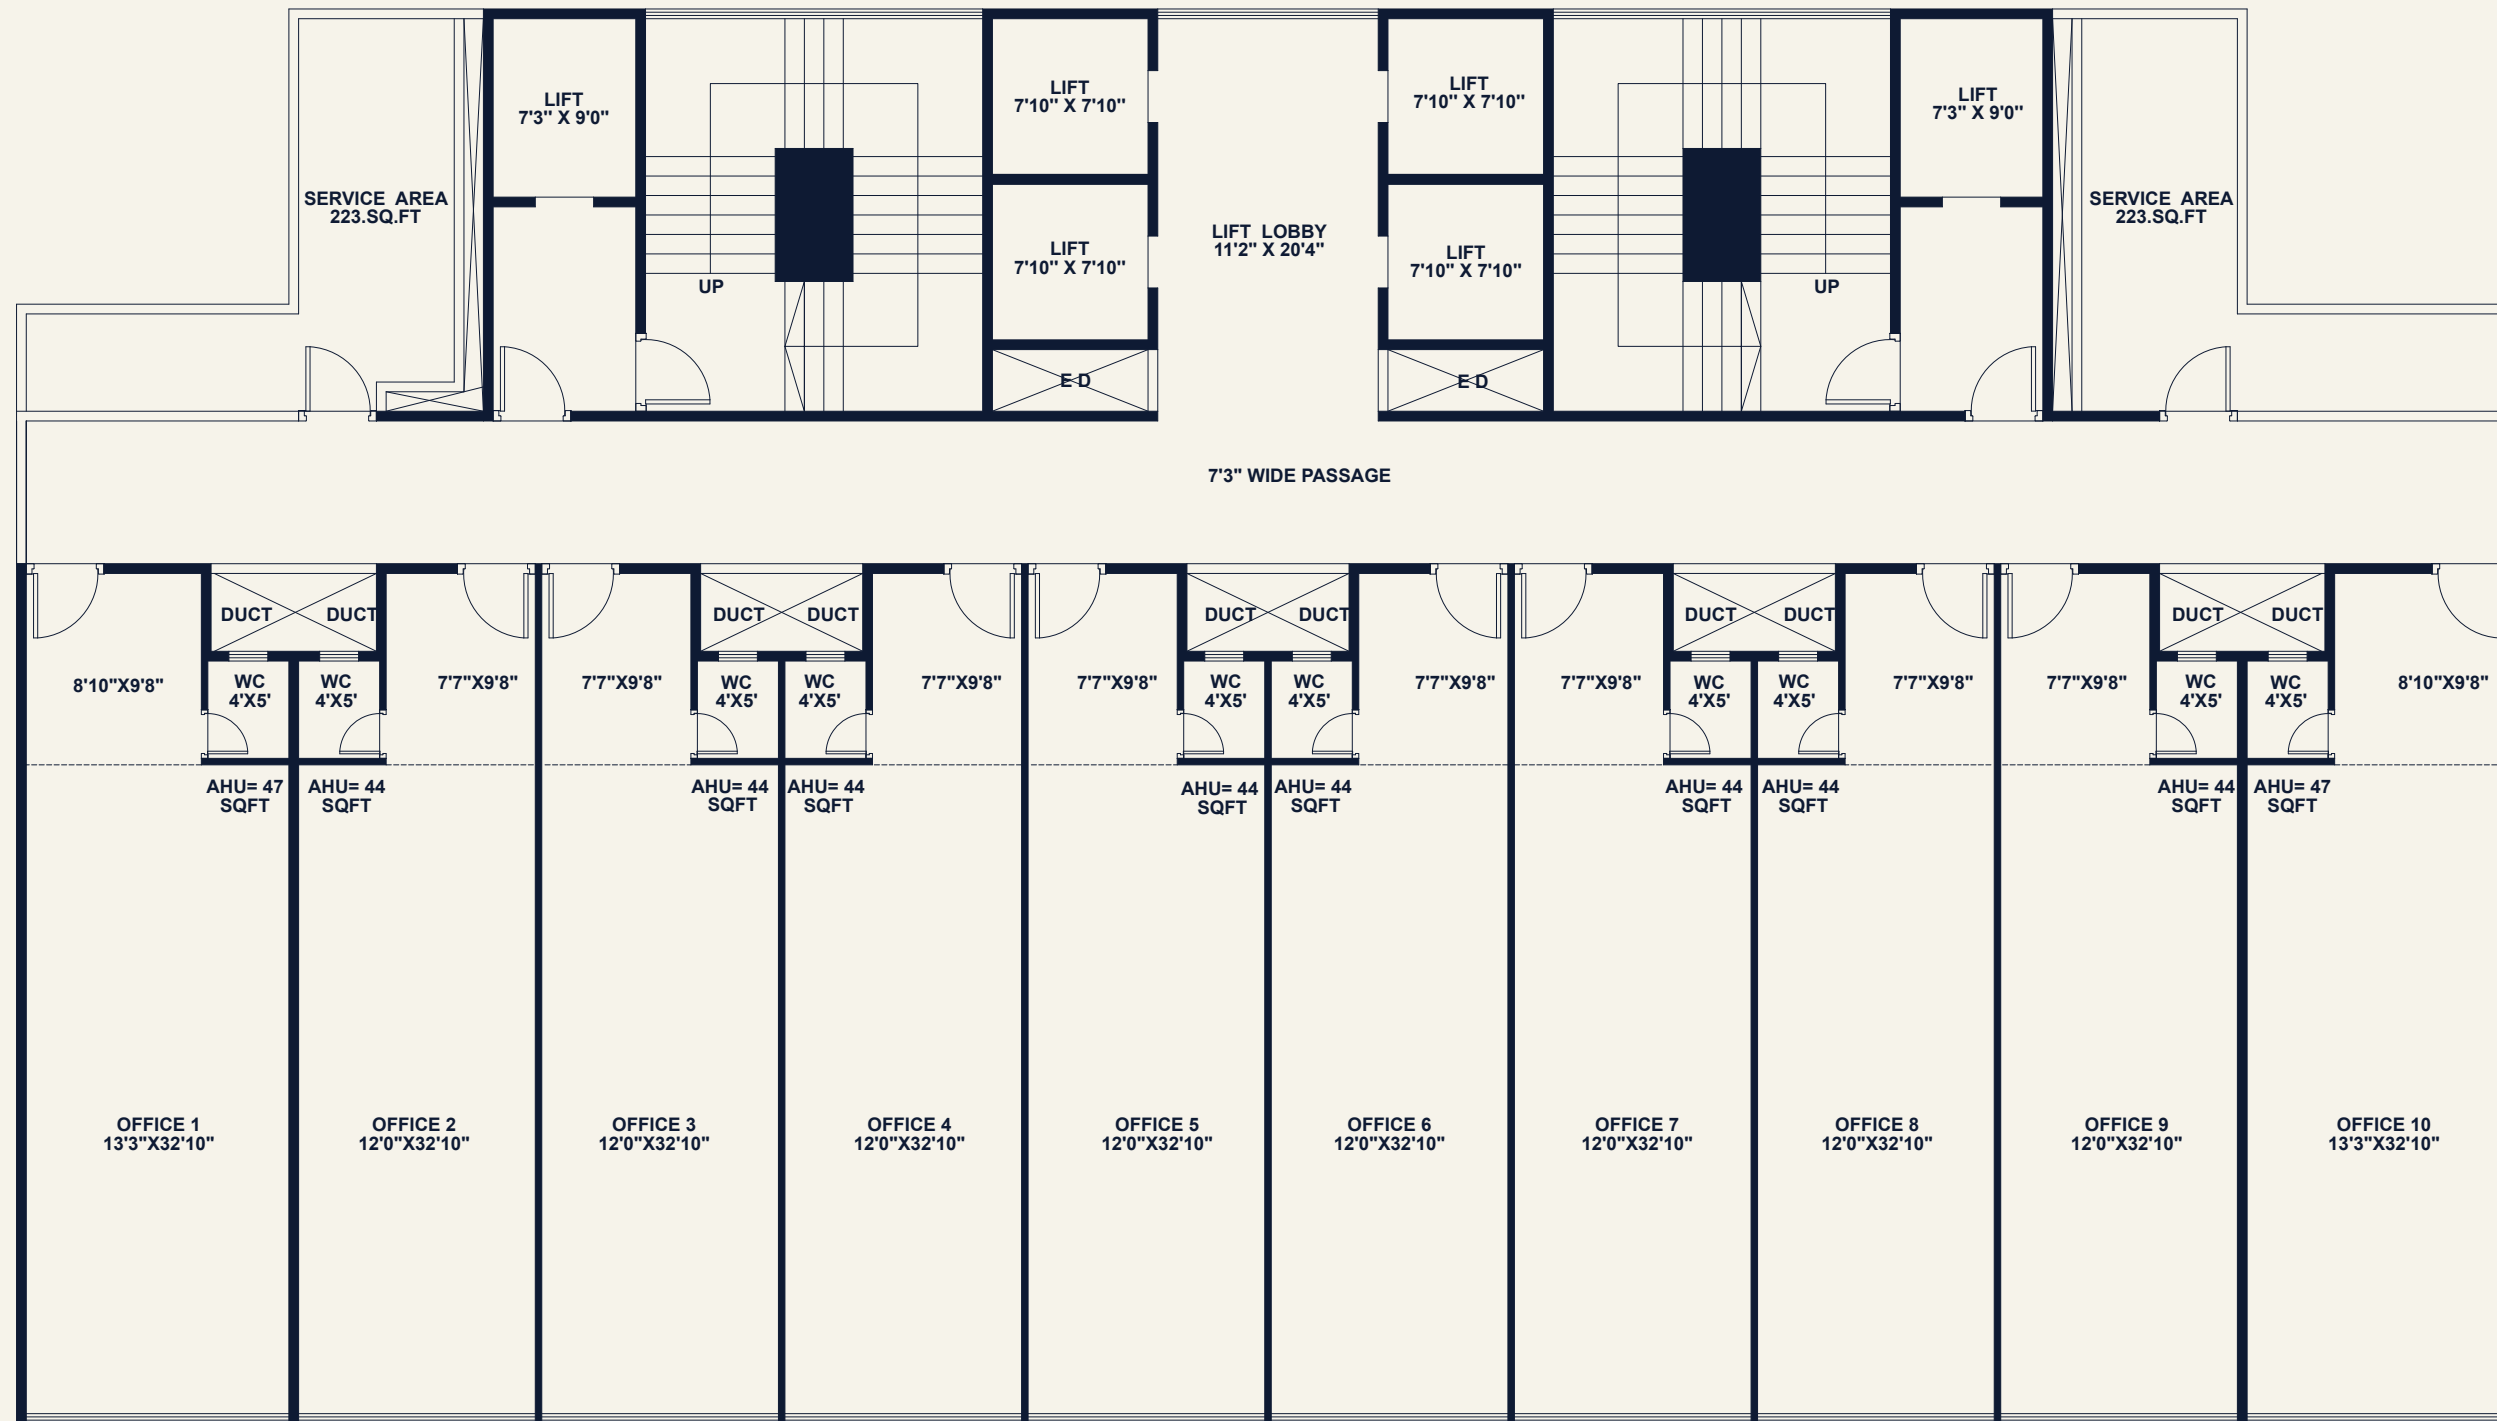 LIFT
7'3" X 9'0"
LIFT
7'10" X 7'10"
LIFT
7'10" X 7'10"
LIFT
7'3" X 9'0"
SERVICE AREA
223.SQ.FT
LIFT
7'10" X 7'10"
LIFT LOBBY
11'2" X 20'4"
LIFT
7'10" X 7'10"
SERVICE AREA
223.SQ.FT
UP
UP
E D
E D
7'3" WIDE PASSAGE
DUCT
DUCT
DUCT
DUCT
DUCT
DUCT
DUCT
DUCT
DUCT
DUCT
8'10"X9'8"
WC
4'X5'
WC
4'X5'
7'7"X9'8"
7'7"X9'8"
WC
4'X5'
WC
4'X5'
7'7"X9'8"
7'7"X9'8"
WC
4'X5'
WC
4'X5'
7'7"X9'8"
7'7"X9'8"
WC
4'X5'
WC
4'X5'
7'7"X9'8"
7'7"X9'8"
WC
4'X5'
WC
4'X5'
8'10"X9'8"
AHU= 47
SQFT
AHU= 44
SQFT
AHU= 44
SQFT
AHU= 44
SQFT
AHU= 44
SQFT
AHU= 44
SQFT
AHU= 44
SQFT
AHU= 44
SQFT
AHU= 44
SQFT
AHU= 47
SQFT
OFFICE 1
13'3"X32'10"
OFFICE 2
12'0"X32'10"
OFFICE 3
12'0"X32'10"
OFFICE 4
12'0"X32'10"
OFFICE 5
12'0"X32'10"
OFFICE 6
12'0"X32'10"
OFFICE 7
12'0"X32'10"
OFFICE 8
12'0"X32'10"
OFFICE 9
12'0"X32'10"
OFFICE 10
13'3"X32'10"